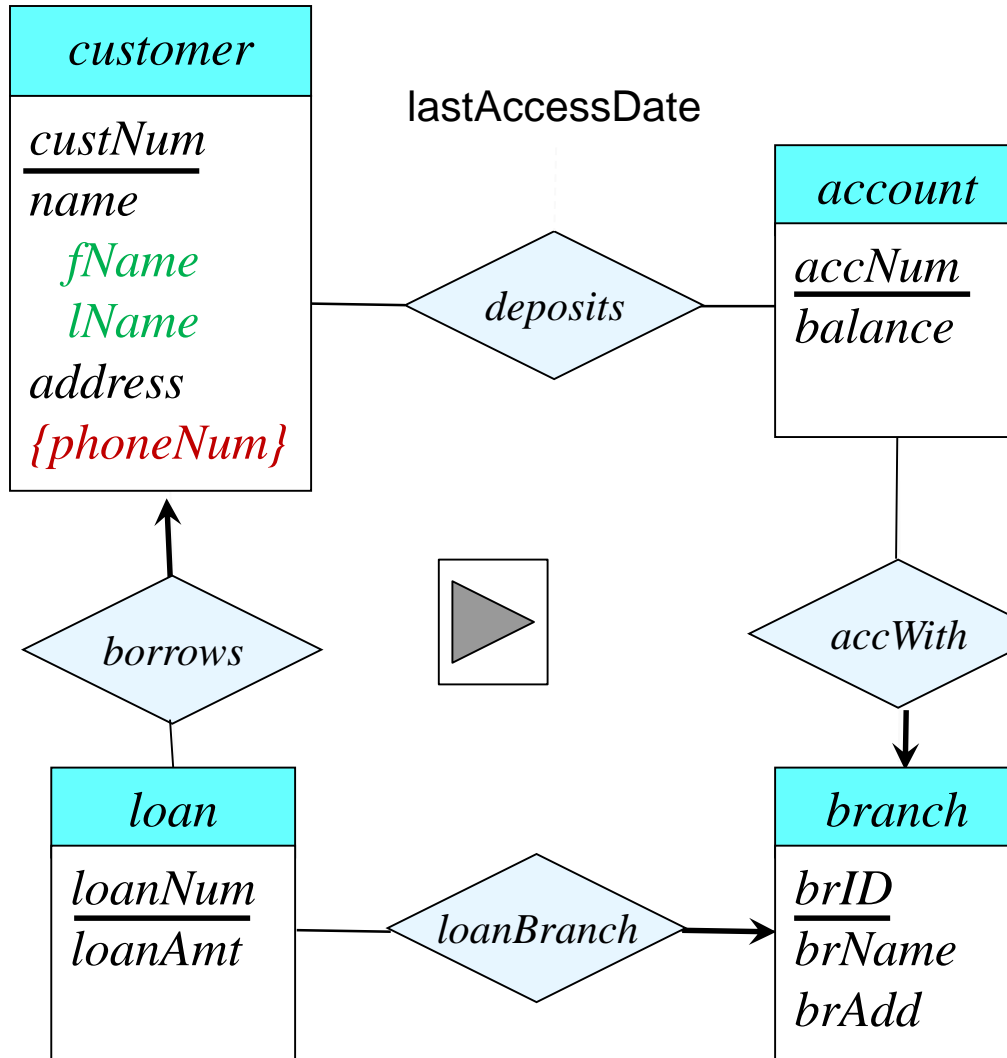 customer
custNum
name
fName
lName
address
{phoneNum}
lastAccessDate
deposits
account
accNum
balance
borrows
accWith
loan
loanNum
loanAmt
loanBranch
branch
brID
brName
brAdd